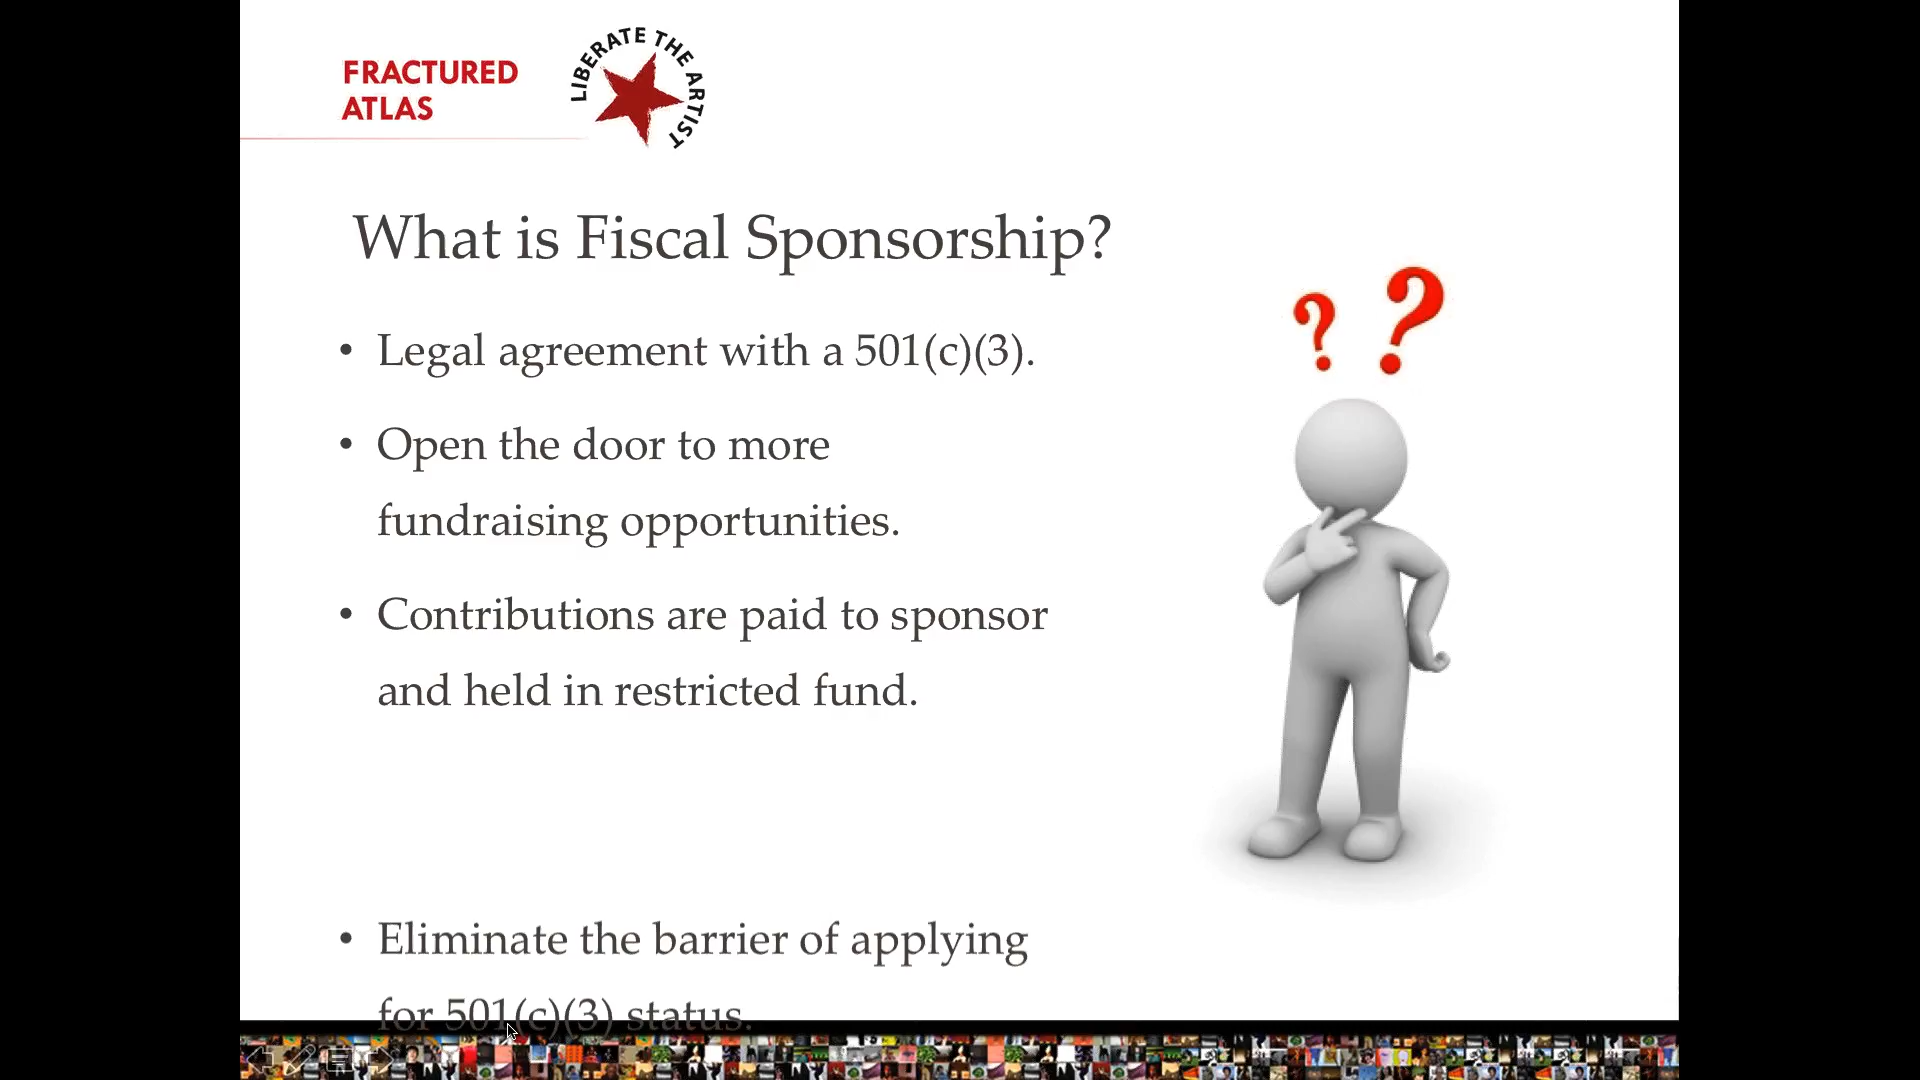 FRACTURED
ATLAS
LIBERATE THE ARTIST
What is Fiscal Sponsorship?
? ?
• Legal agreement with a 501(c)(3).
• Open the door to more
fundraising opportunities.
• Contributions are paid to sponsor
and held in restricted fund.
• Eliminate the barrier of applying
for 501(c)(3) status.